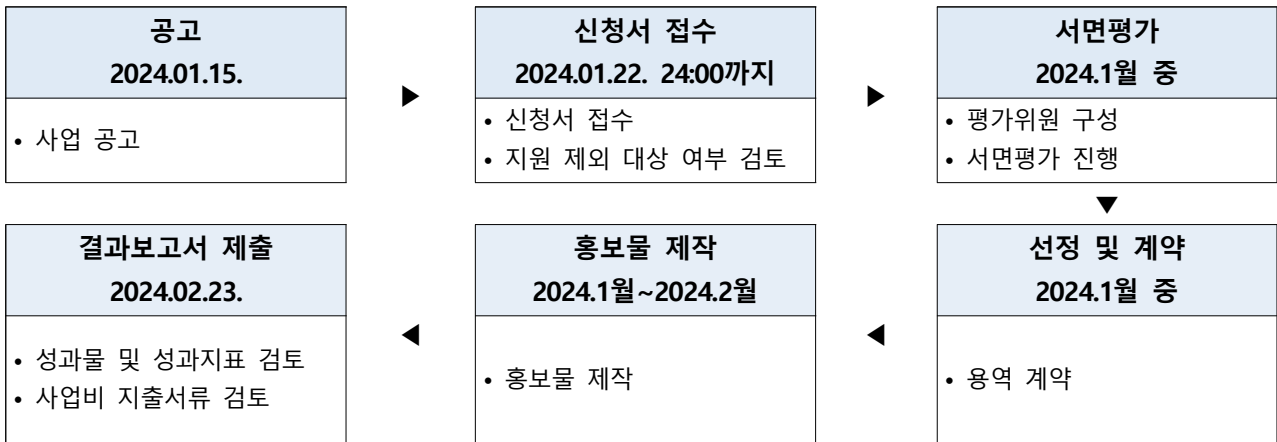 공고
2024.01.15.
• 사업 공고
▶
신청서 접수
2024.01.22. 24:00까지
• 신청서 접수
• 지원 제외 대상 여부 검토
▶
서면평가
2024.1월 중
• 평가위원 구성
• 서면평가 진행
▼
선정 및 계약
2024.1월 중
• 용역 계약
◀
홍보물 제작
2024.1월~2024.2월
• 홍보물 제작
◀
결과보고서 제출
2024.02.23.
• 성과물 및 성과지표 검토
• 사업비 지출서류 검토